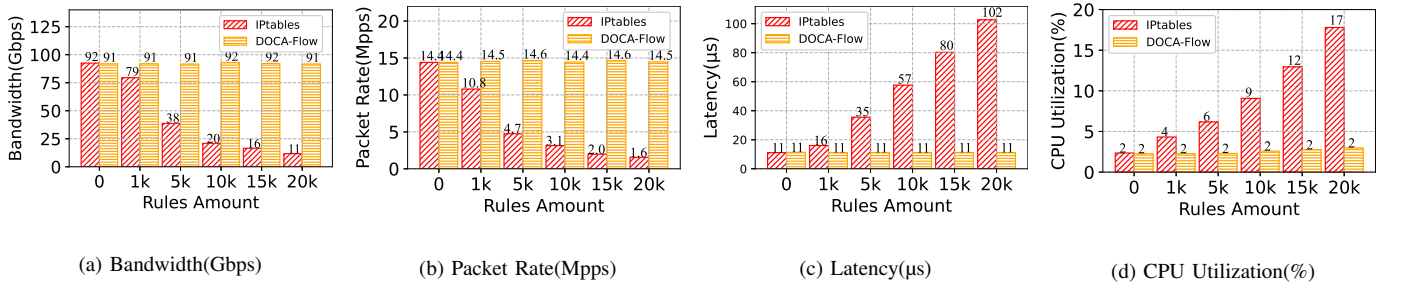 IPtables
DOCA-Flow
Bandwidth(Gbps)
125
100
75
50
25
0
92 91 79 91 38 91 20 92 16 92 11 91
0 1k 5k 10k 15k 20k
Rules Amount
(a) Bandwidth(Gbps)
IPtables
DOCA-Flow
Packet Rate(Mpps)
20
15
10
5
0
14.4 14.4 10.8 14.5 4.7 14.6 3.1 14.4 2.0 14.6 1.6 14.5
0 1k 5k 10k 15k 20k
Rules Amount
(b) Packet Rate(Mpps)
IPtables
DOCA-Flow
Latency(μs)
100
80
60
40
20
0
11 11 16 11 35 11 57 11 80 11 102 11
0 1k 5k 10k 15k 20k
Rules Amount
(c) Latency(μs)
IPtables
DOCA-Flow
CPU Utilization(%)
20
15
10
5
0
2 2 4 2 6 2 9 2 12 2 17 2
0 1k 5k 10k 15k 20k
Rules Amount
(d) CPU Utilization(%)